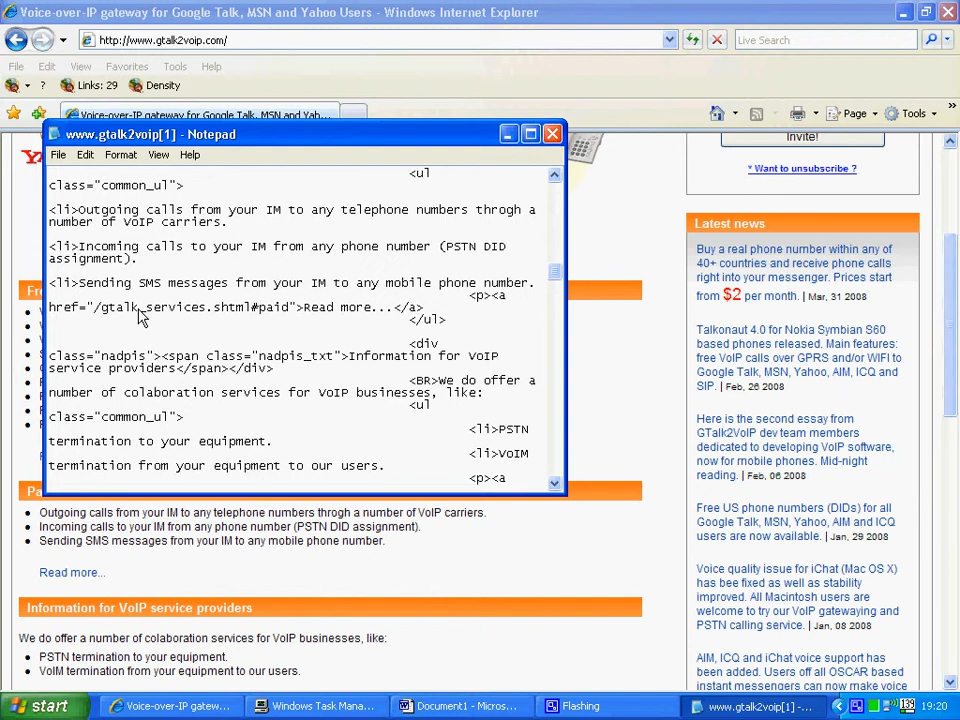 Voice-over-IP gateway for Google Talk, MSN and Yahoo Users - Windows Internet Explorer
http://www.gtalk2voip.com/
Live Search
File Edit View Favorites Tools Help
? Links: 29 Density
Voice-over-IP gateway for Google Talk, MSN and Yah...
Page Tools »
www.gtalk2voip[1] - Notepad
File Edit Format View Help
<ul
class="common_ul">
<li>Outgoing calls from your IM to any telephone numbers throgh a
number of VoIP carriers.
<li>Incoming calls to your IM from any phone number (PSTN DID
assignment).
<li>Sending SMS messages from your IM to any mobile phone number.
<p><a
href="/gtalk_services.shtml#paid">Read more...</a>
</ul>
<div
class="nadpis"><span class="nadpis_txt">Information for VoIP
service providers</span></div>
<BR>We do offer a
number of colaboration services for VoIP businesses, like:
<ul
class="common_ul">
<li>PSTN
termination to your equipment.
<li>VoIM
termination from your equipment to our users.
<p><a
Outgoing calls from your IM to any telephone numbers throgh a number of VoIP carriers.
Incoming calls to your IM from any phone number (PSTN DID assignment).
Sending SMS messages from your IM to any mobile phone number.
Read more...
Information for VoIP service providers
We do offer a number of colaboration services for VoIP businesses, like:
PSTN termination to your equipment.
VoIM termination from your equipment to our users.
Invite!
* Want to unsubscribe ?
Latest news
Buy a real phone number within any of
40+ countries and receive phone calls
right into your messenger. Prices start
from $2 per month. | Mar, 31 2008
Talkonaut 4.0 for Nokia Symbian S60
based phones released. Main features:
free VoIP calls over GPRS and/or WIFI to
Google Talk, MSN, Yahoo, AIM, ICQ and
SIP. | Feb, 26 2008
Here is the second essay from
GTalk2VoIP dev team members
dedicated to developing VoIP software,
now for mobile phones. Mid-night
reading. | Feb, 05 2008
Free US phone numbers (DIDs) for all
Google Talk, MSN, Yahoo, AIM and ICQ
users are now available. | Jan, 29 2008
Voice quality issue for iChat (Mac OS X)
has bee fixed as well as stability
improved. All Macintosh users are
welcome to try our VoIP gatewaying and
PSTN calling service. | Jan, 08 2008
AIM, ICQ and iChat voice support has
been added. Users off all OSCAR based
instant messengers can now make voice
start Voice-over-IP gatew... Windows Task Mana... Document1 - Micros... Flashing www.gtalk2voip[1] -... 139 19:20